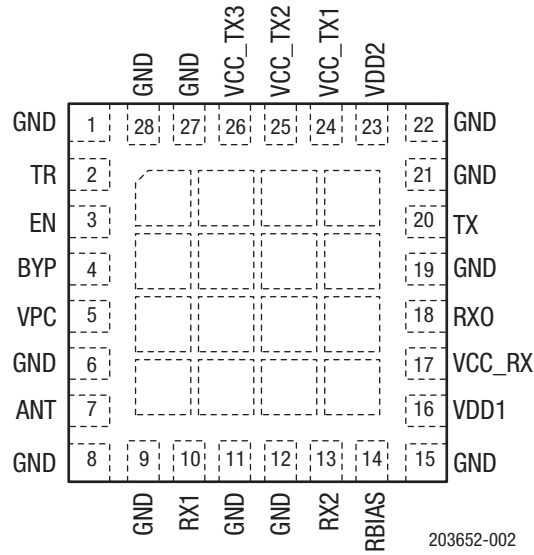 GND
GND
VCC_TX3
VCC_TX2
VCC_TX1
VDD2
GND 1 28 27 26 25 24 23 22 GND
TR 2 21 GND
EN 3 20 TX
BYP 4 19 GND
VPC 5 18 RXO
GND 6 17 VCC_RX
ANT 7 16 VDD1
GND 8 9 10 11 12 13 14 15 GND
GND
RX1
GND
GND
RX2
RBIAS
203652-002